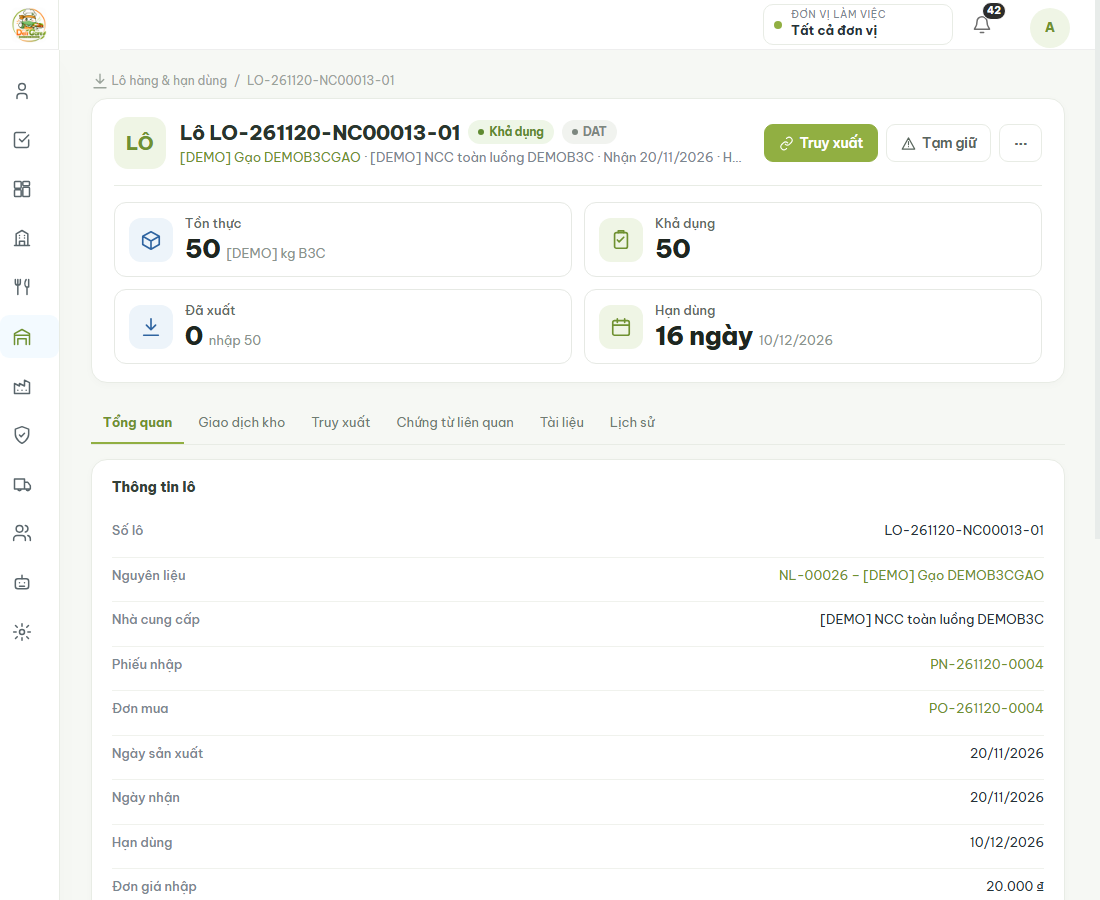 ĐƠN VỊ LÀM VIỆC
Tất cả đơn vị
42
A
Lô hàng & hạn dùng / LO-261120-NC00013-01
LÔ
Lô LO-261120-NC00013-01
Khả dụng
DAT
[DEMO] Gạo DEMOB3CGAO · [DEMO] NCC toàn luồng DEMOB3C · Nhận 20/11/2026 · H...
Truy xuất
Tạm giữ
...
Tồn thực
50 [DEMO] kg B3C
Khả dụng
50
Đã xuất
0 nhập 50
Hạn dùng
16 ngày 10/12/2026
Tổng quan
Giao dịch kho
Truy xuất
Chứng từ liên quan
Tài liệu
Lịch sử
Thông tin lô
Số lô LO-261120-NC00013-01
Nguyên liệu NL-00026 – [DEMO] Gạo DEMOB3CGAO
Nhà cung cấp [DEMO] NCC toàn luồng DEMOB3C
Phiếu nhập PN-261120-0004
Đơn mua PO-261120-0004
Ngày sản xuất 20/11/2026
Ngày nhận 20/11/2026
Hạn dùng 10/12/2026
Đơn giá nhập 20.000 ₫